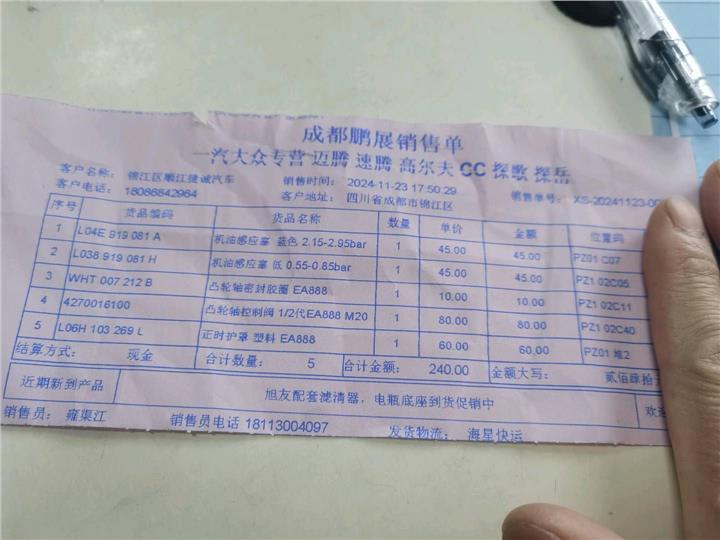 成都鹏展销售单
一汽大众专营 迈腾 速腾 高尔夫 CC 探歌 探岳
客户名称: 锦江区顺江捷诚汽车 销售时间: 2024-11-23 17:50:29 销售单号: XS-20241123-00
客户电话: 18086842964 客户地址: 四川省成都市锦江区
序号 货品编码 货品名称 数量 单价 金额 位置码
1 L04E 919 081 A 机油感应塞 蓝色 2.15-2.95bar 1 45.00 45.00 PZ01 C07
2 L038 919 081 H 机油感应塞 低 0.55-0.85bar 1 45.00 45.00 PZ1 02C05
3 WHT 007 212 B 凸轮轴密封胶圈 EA888 1 10.00 10.00 PZ1 02C11
4 4270016100 凸轮轴控制阀 1/2代EA888 M20 1 80.00 80.00 PZ1 02C40
5 L06H 103 269 L 正时护罩 塑料 EA888 1 60.00 60.00 PZ01 堆2
结算方式: 现金 合计数量: 5 合计金额: 240.00 金额大写: 贰佰肆拾
近期新到产品 旭友配套滤清器，电瓶底座到货促销中 欢迎
销售员: 雍渠江 销售员电话 18113004097 发货物流: 海星快运